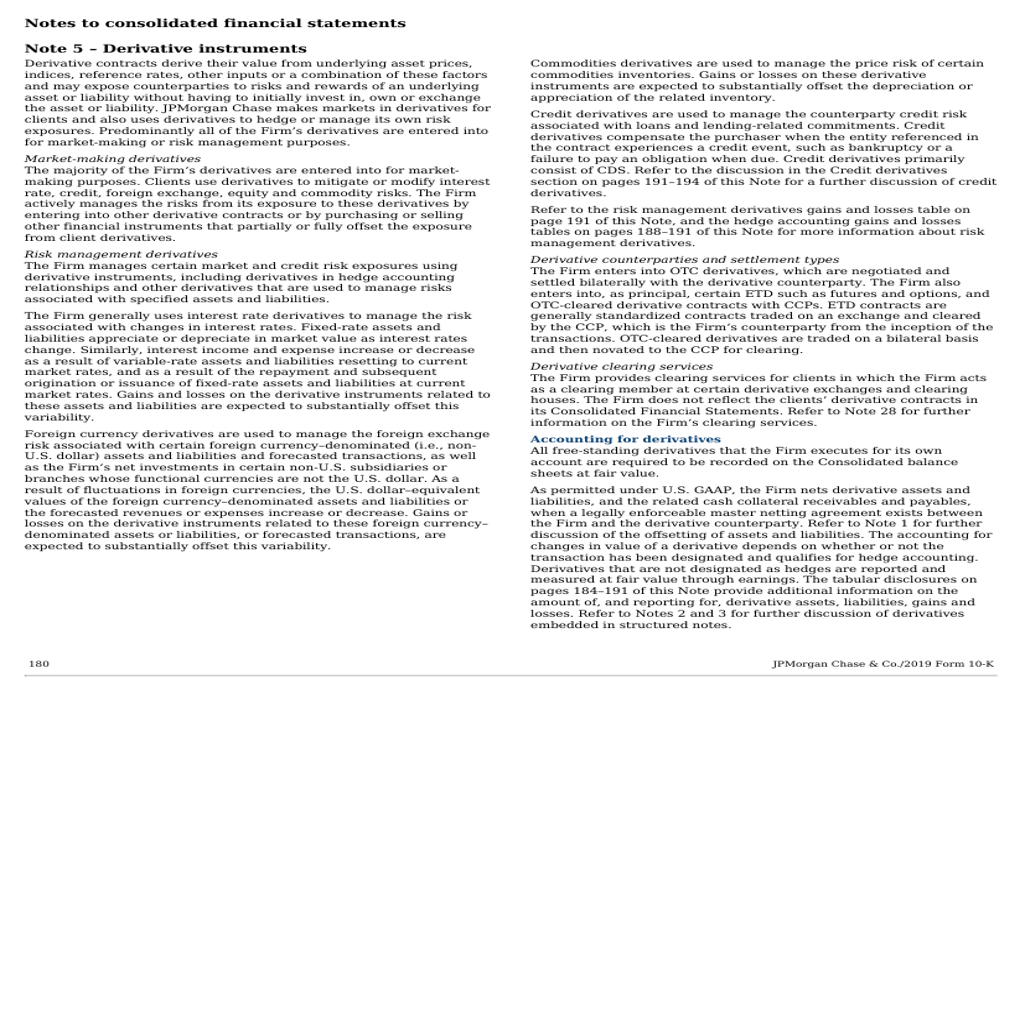 Notes to consolidated financial statements
Note 5 – Derivative instruments
Derivative contracts derive their value from underlying asset prices,
indices, reference rates, other inputs or a combination of these factors
and may expose counterparties to risks and rewards of an underlying
asset or liability without having to initially invest in, own or exchange
the asset or liability. JPMorgan Chase makes markets in derivatives for
clients and also uses derivatives to hedge or manage its own risk
exposures. Predominantly all of the Firm’s derivatives are entered into
for market-making or risk management purposes.
Market-making derivatives
The majority of the Firm’s derivatives are entered into for market-
making purposes. Clients use derivatives to mitigate or modify interest
rate, credit, foreign exchange, equity and commodity risks. The Firm
actively manages the risks from its exposure to these derivatives by
entering into other derivative contracts or by purchasing or selling
other financial instruments that partially or fully offset the exposure
from client derivatives.
Risk management derivatives
The Firm manages certain market and credit risk exposures using
derivative instruments, including derivatives in hedge accounting
relationships and other derivatives that are used to manage risks
associated with specified assets and liabilities.
The Firm generally uses interest rate derivatives to manage the risk
associated with changes in interest rates. Fixed-rate assets and
liabilities appreciate or depreciate in market value as interest rates
change. Similarly, interest income and expense increase or decrease
as a result of variable-rate assets and liabilities resetting to current
market rates, and as a result of the repayment and subsequent
origination or issuance of fixed-rate assets and liabilities at current
market rates. Gains and losses on the derivative instruments related to
these assets and liabilities are expected to substantially offset this
variability.
Foreign currency derivatives are used to manage the foreign exchange
risk associated with certain foreign currency–denominated (i.e., non-
U.S. dollar) assets and liabilities and forecasted transactions, as well
as the Firm’s net investments in certain non-U.S. subsidiaries or
branches whose functional currencies are not the U.S. dollar. As a
result of fluctuations in foreign currencies, the U.S. dollar–equivalent
values of the foreign currency–denominated assets and liabilities or
the forecasted revenues or expenses increase or decrease. Gains or
losses on the derivative instruments related to these foreign currency–
denominated assets or liabilities, or forecasted transactions, are
expected to substantially offset this variability.
Commodities derivatives are used to manage the price risk of certain
commodities inventories. Gains or losses on these derivative
instruments are expected to substantially offset the depreciation or
appreciation of the related inventory.
Credit derivatives are used to manage the counterparty credit risk
associated with loans and lending-related commitments. Credit
derivatives compensate the purchaser when the entity referenced in
the contract experiences a credit event, such as bankruptcy or a
failure to pay an obligation when due. Credit derivatives primarily
consist of CDS. Refer to the discussion in the Credit derivatives
section on pages 191–194 of this Note for a further discussion of credit
derivatives.
Refer to the risk management derivatives gains and losses table on
page 191 of this Note, and the hedge accounting gains and losses
tables on pages 188–191 of this Note for more information about risk
management derivatives.
Derivative counterparties and settlement types
The Firm enters into OTC derivatives, which are negotiated and
settled bilaterally with the derivative counterparty. The Firm also
enters into, as principal, certain ETD such as futures and options, and
OTC-cleared derivative contracts with CCPs. ETD contracts are
generally standardized contracts traded on an exchange and cleared
by the CCP, which is the Firm’s counterparty from the inception of the
transactions. OTC-cleared derivatives are traded on a bilateral basis
and then novated to the CCP for clearing.
Derivative clearing services
The Firm provides clearing services for clients in which the Firm acts
as a clearing member at certain derivative exchanges and clearing
houses. The Firm does not reflect the clients’ derivative contracts in
its Consolidated Financial Statements. Refer to Note 28 for further
information on the Firm’s clearing services.
Accounting for derivatives
All free-standing derivatives that the Firm executes for its own
account are required to be recorded on the Consolidated balance
sheets at fair value.
As permitted under U.S. GAAP, the Firm nets derivative assets and
liabilities, and the related cash collateral receivables and payables,
when a legally enforceable master netting agreement exists between
the Firm and the derivative counterparty. Refer to Note 1 for further
discussion of the offsetting of assets and liabilities. The accounting for
changes in value of a derivative depends on whether or not the
transaction has been designated and qualifies for hedge accounting.
Derivatives that are not designated as hedges are reported and
measured at fair value through earnings. The tabular disclosures on
pages 184–191 of this Note provide additional information on the
amount of, and reporting for, derivative assets, liabilities, gains and
losses. Refer to Notes 2 and 3 for further discussion of derivatives
embedded in structured notes.
180
JPMorgan Chase & Co./2019 Form 10-K